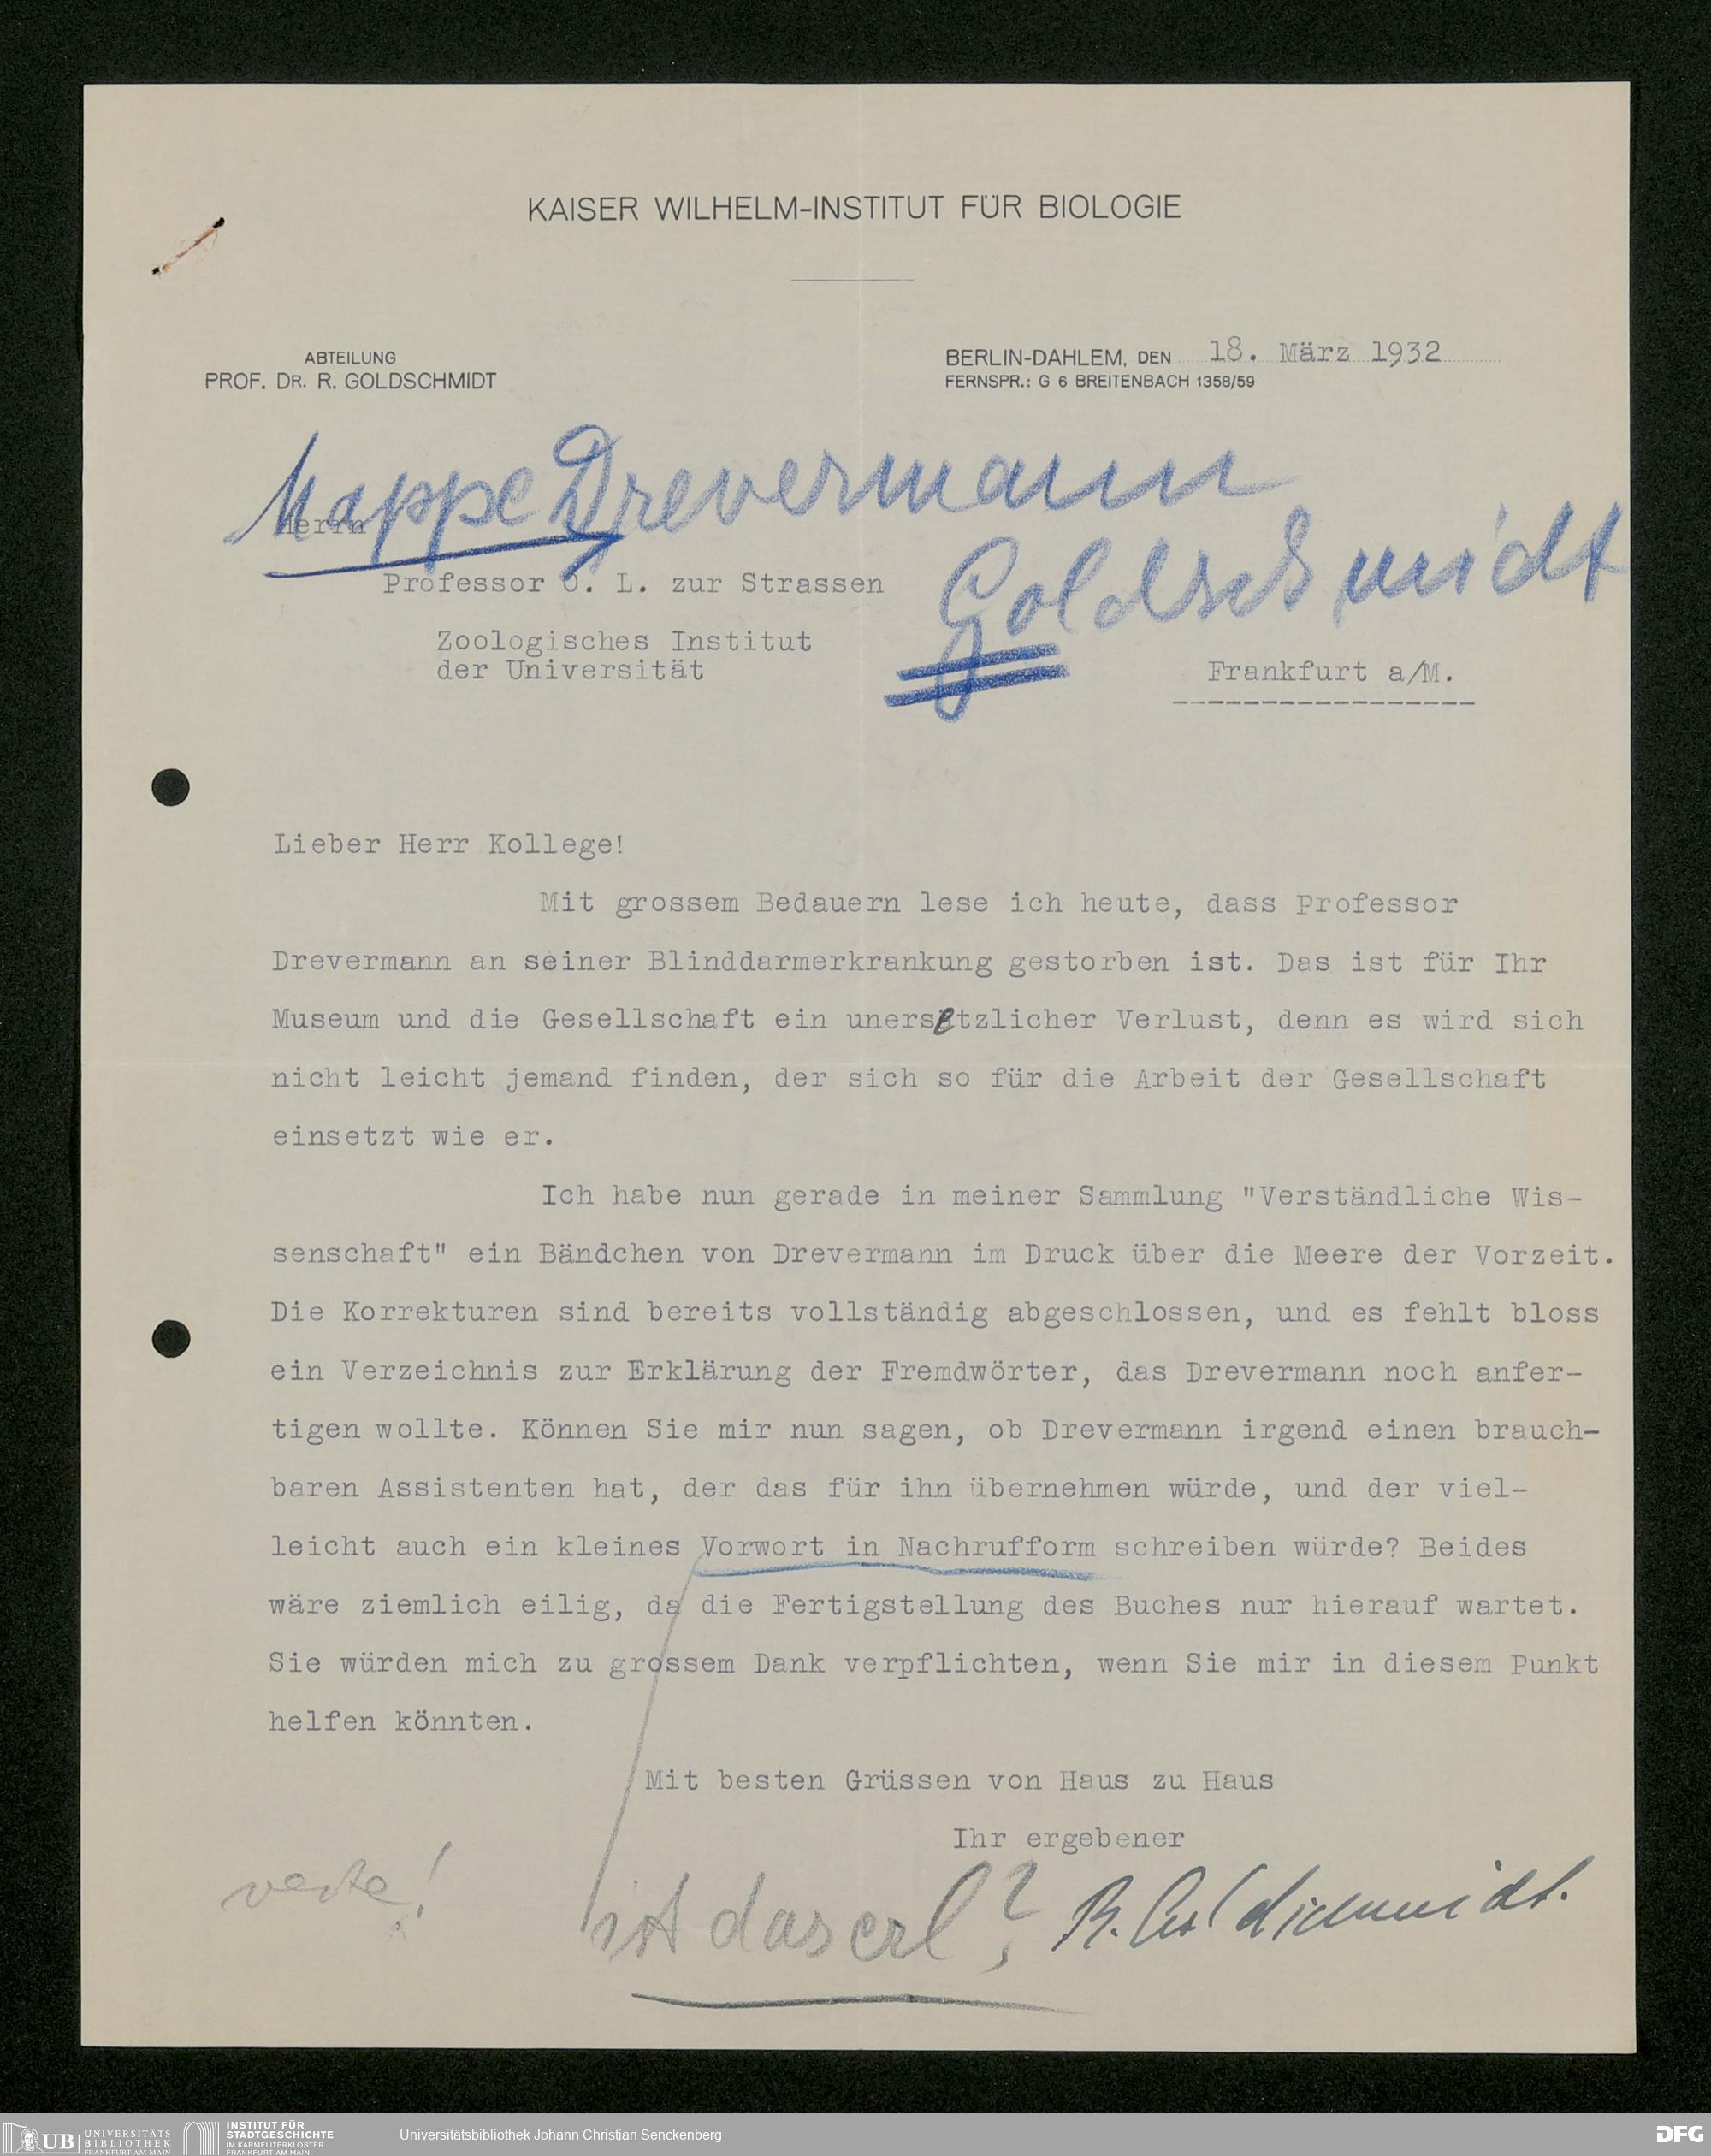 KAISER WILHELM-INSTITUT FÜR BIOLOGIE
ABTEILUNG
PROF. DR. R. GOLDSCHMIDT
BERLIN-DAHLEM, DEN 18. März 1932
FERNSPR.: G 6 BREITENBACH 1358/59
Mappe Drevermann
Goldschmidt
Herrn
Professor O. L. zur Strassen
Zoologisches Institut
der Universität
Frankfurt a/M.
Lieber Herr Kollege!
Mit grossem Bedauern lese ich heute, dass Professor
Drevermann an seiner Blinddarmerkrankung gestorben ist. Das ist für Ihr
Museum und die Gesellschaft ein unersetzlicher Verlust, denn es wird sich
nicht leicht jemand finden, der sich so für die Arbeit der Gesellschaft
einsetzt wie er.
Ich habe nun gerade in meiner Sammlung "Verständliche Wis-
senschaft" ein Bändchen von Drevermann im Druck über die Meere der Vorzeit.
Die Korrekturen sind bereits vollständig abgeschlossen, und es fehlt bloss
ein Verzeichnis zur Erklärung der Fremdwörter, das Drevermann noch anfer-
tigen wollte. Können Sie mir nun sagen, ob Drevermann irgend einen brauch-
baren Assistenten hat, der das für ihn übernehmen würde, und der viel-
leicht auch ein kleines Vorwort in Nachrufform schreiben würde? Beides
wäre ziemlich eilig, da die Fertigstellung des Buches nur hierauf wartet.
Sie würden mich zu grossem Dank verpflichten, wenn Sie mir in diesem Punkt
helfen könnten.
Mit besten Grüssen von Haus zu Haus
Ihr ergebener
R. Goldschmidt.
ist das erl?
UB UNIVERSITÄTS
BIBLIOTHEK
FRANKFURT AM MAIN
INSTITUT FÜR
STADTGESCHICHTE
IM KARMELITERKLOSTER
FRANKFURT AM MAIN
Universitätsbibliothek Johann Christian Senckenberg
DFG